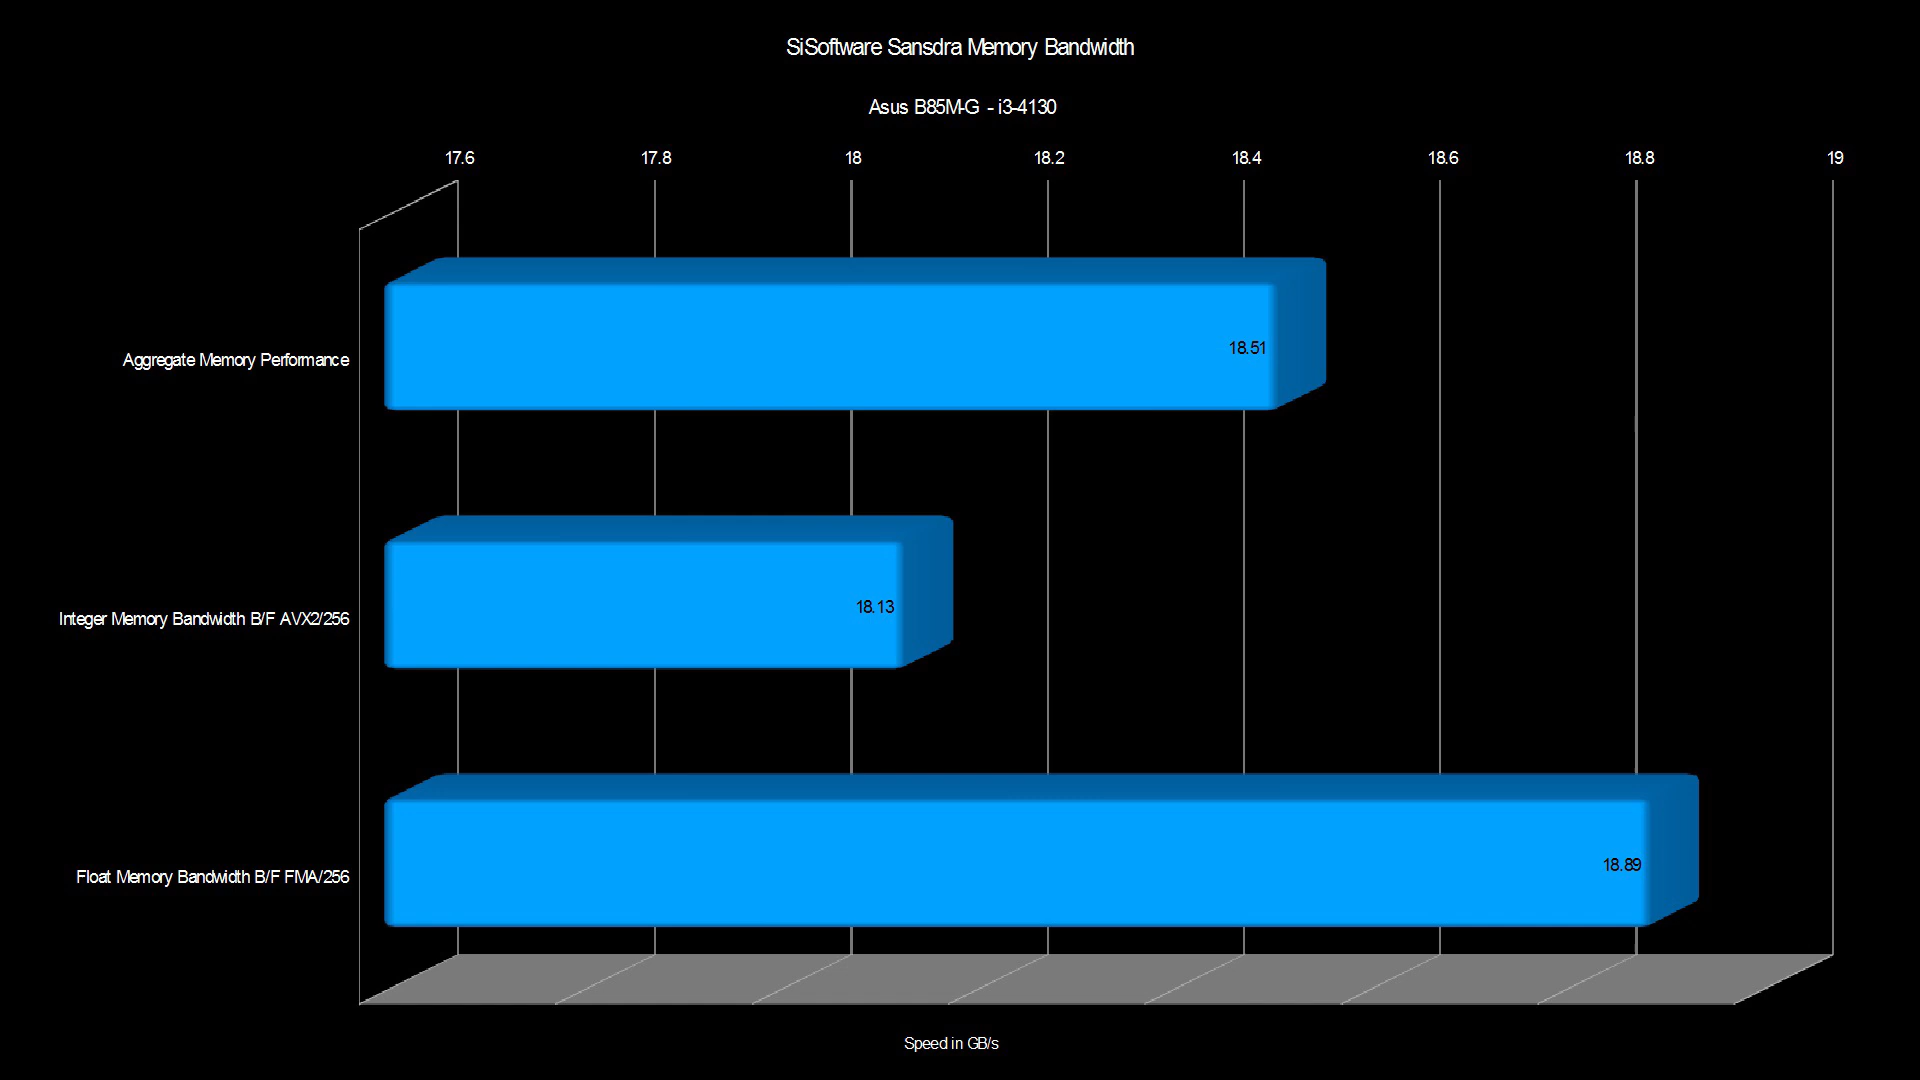 SiSoftware Sansdra Memory Bandwidth
Asus B85M-G - i3-4130
17.6 17.8 18 18.2 18.4 18.6 18.8 19
Aggregate Memory Performance
18.51
Integer Memory Bandwidth B/F AVX2/256
18.13
Float Memory Bandwidth B/F FMA/256
18.89
Speed in GB/s